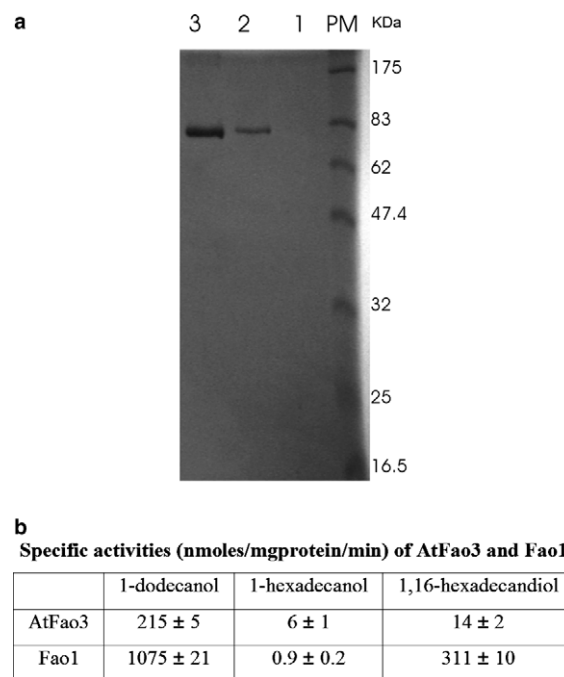 a
3 2 1 PM KDa
175
83
62
47.4
32
25
16.5
b
Specific activities (nmoles/mgprotein/min) of AtFao3 and Fao1
1-dodecanol 1-hexadecanol 1,16-hexadecandiol
AtFao3 215 ± 5 6 ± 1 14 ± 2
Fao1 1075 ± 21 0.9 ± 0.2 311 ± 10